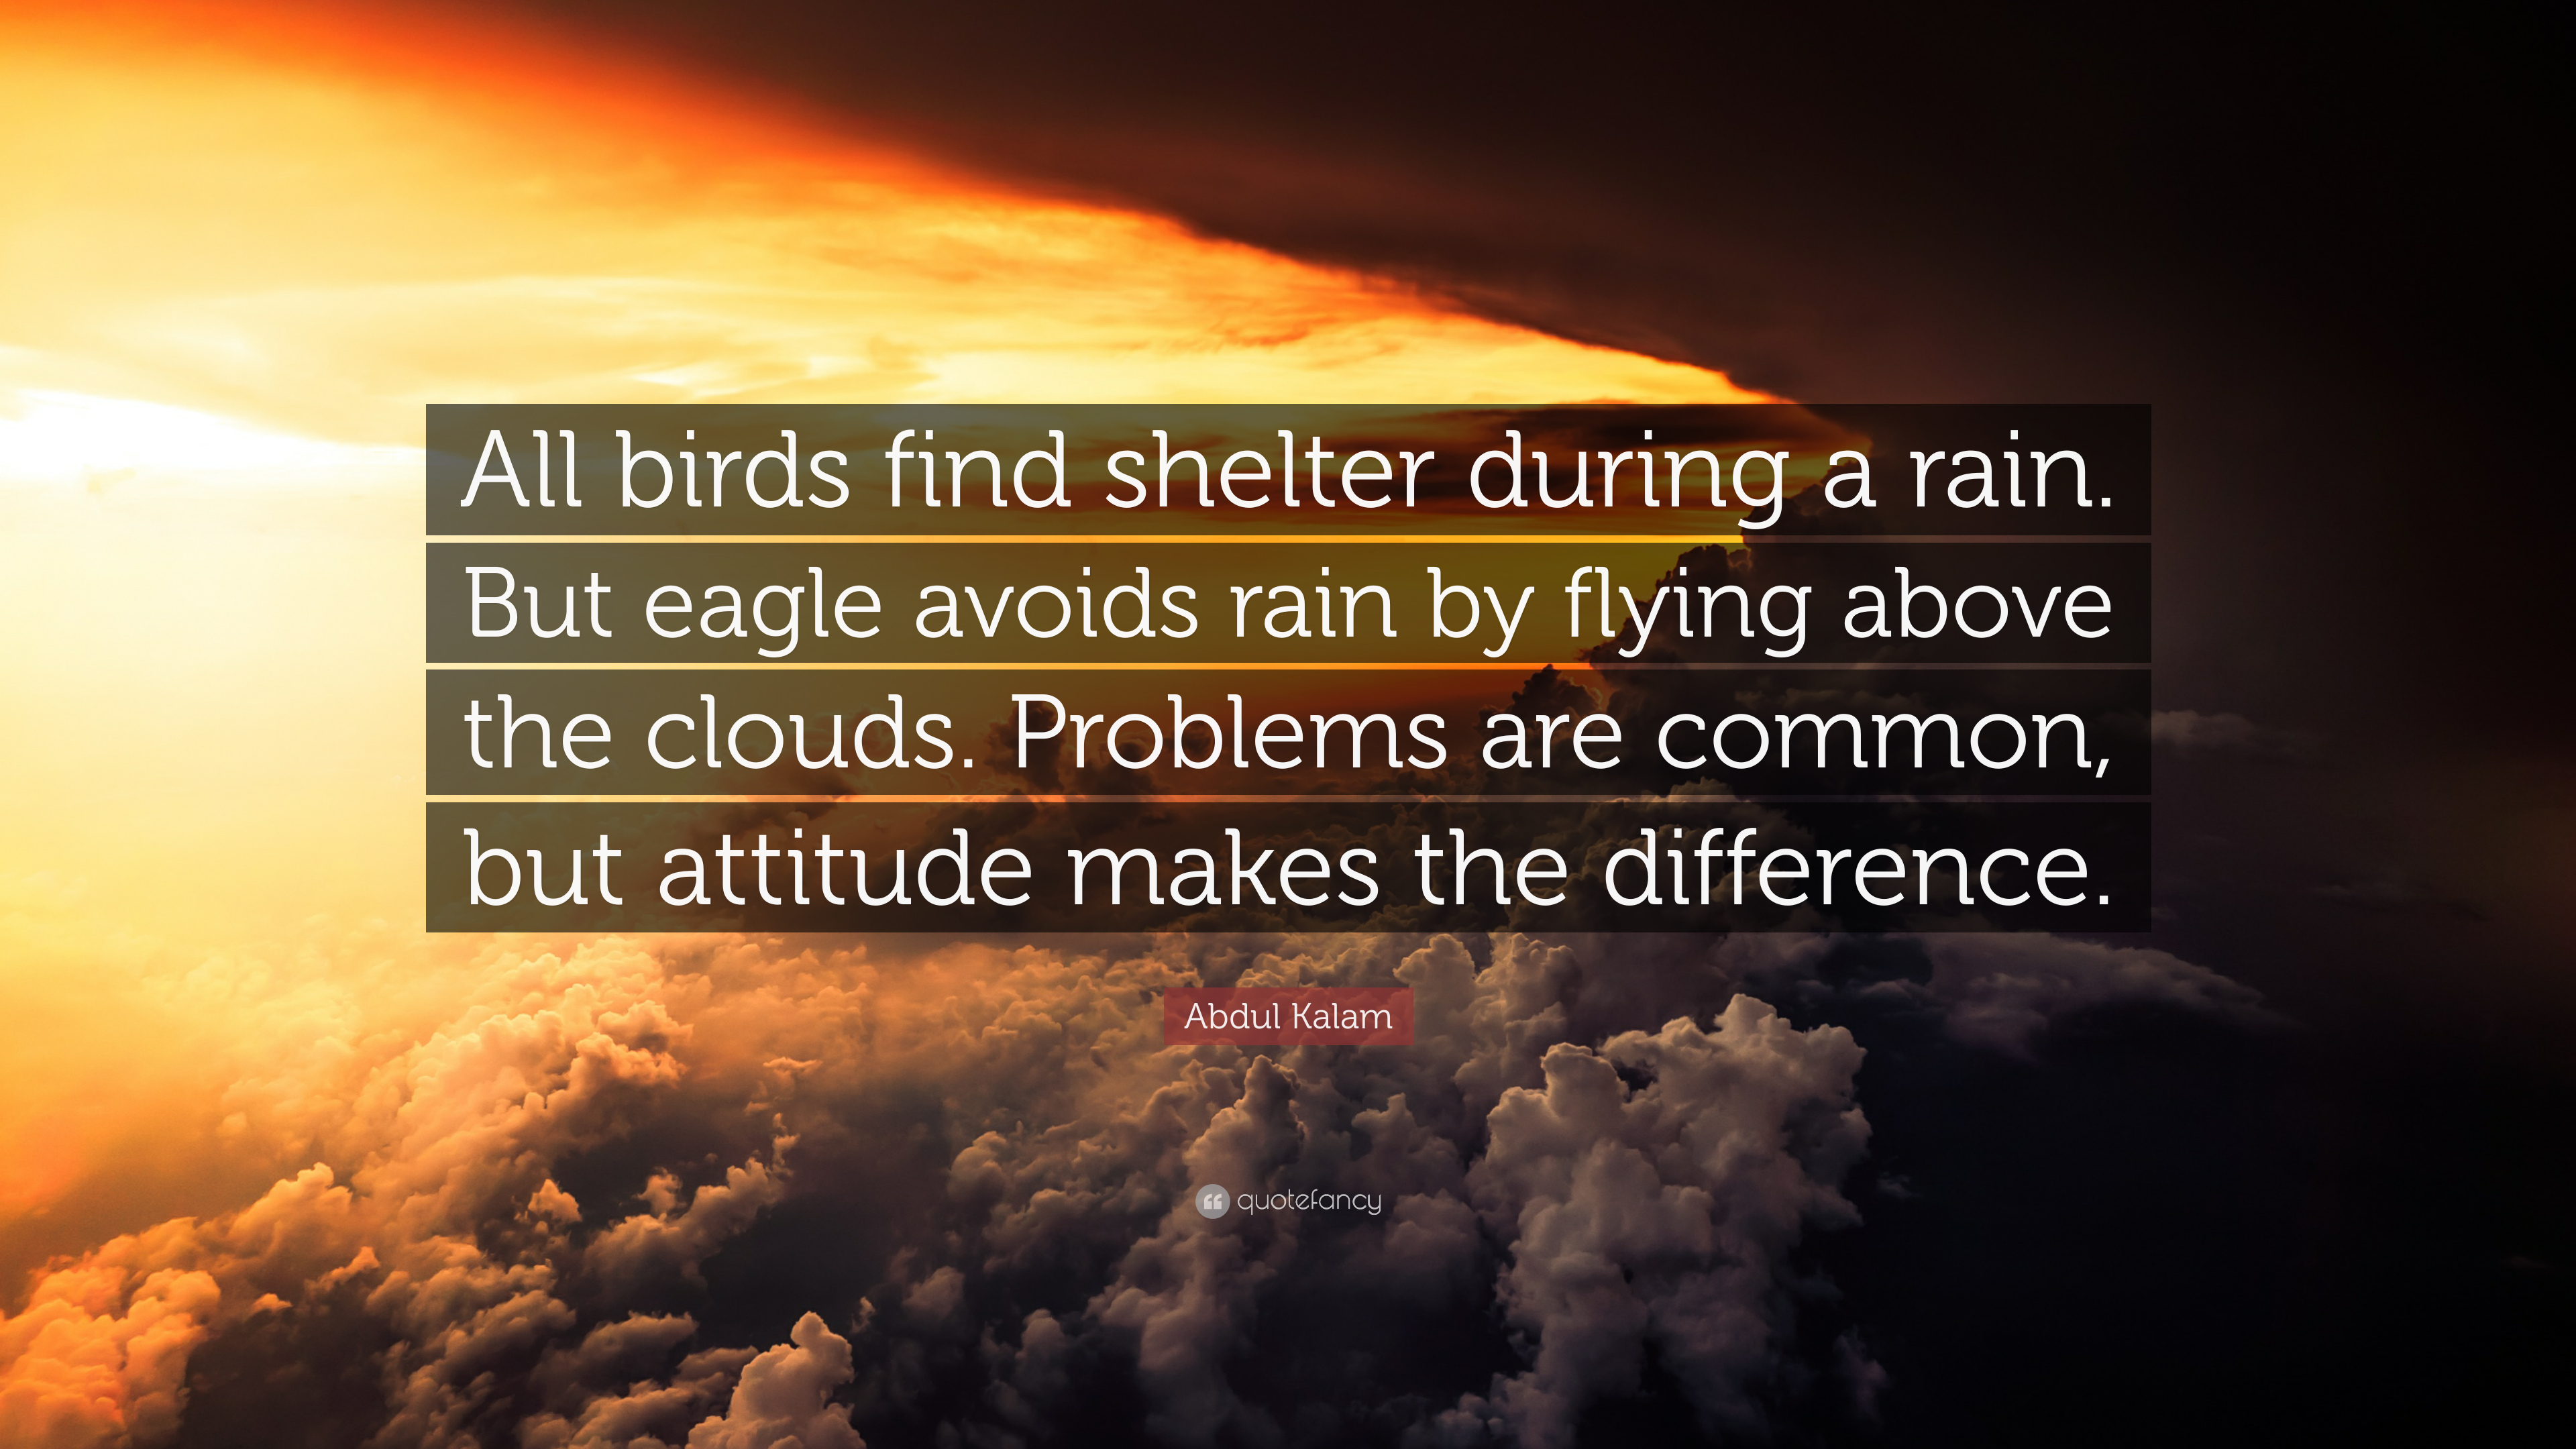 All birds find shelter during a rain.
But eagle avoids rain by flying above
the clouds. Problems are common,
but attitude makes the difference.
Abdul Kalam
quotefancy